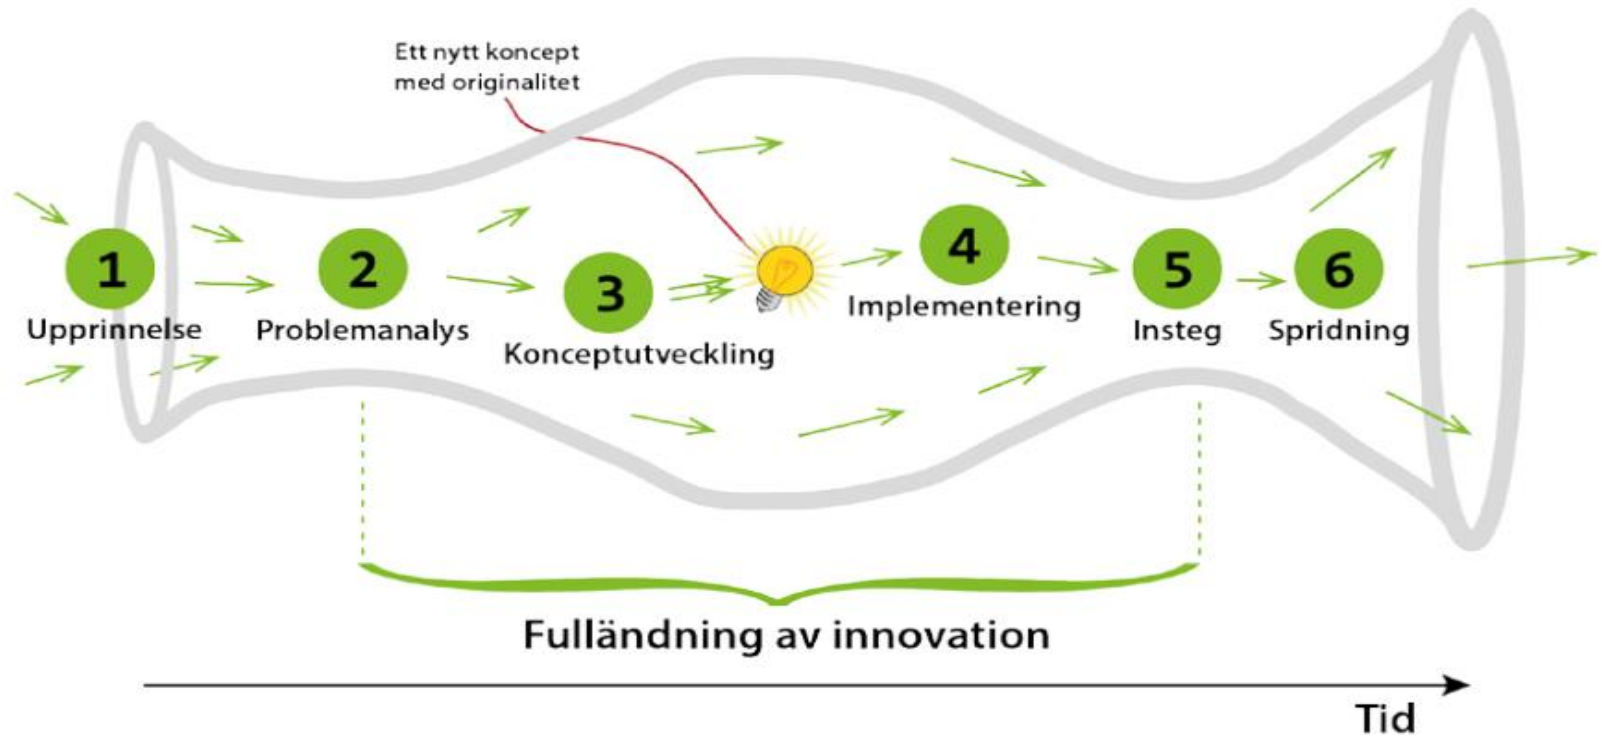 Ett nytt koncept
med originalitet
1
Upprinnelse
2
Problemanalys
3
Konceptutveckling
4
Implementering
5
Insteg
6
Spridning
Fulländning av innovation
Tid